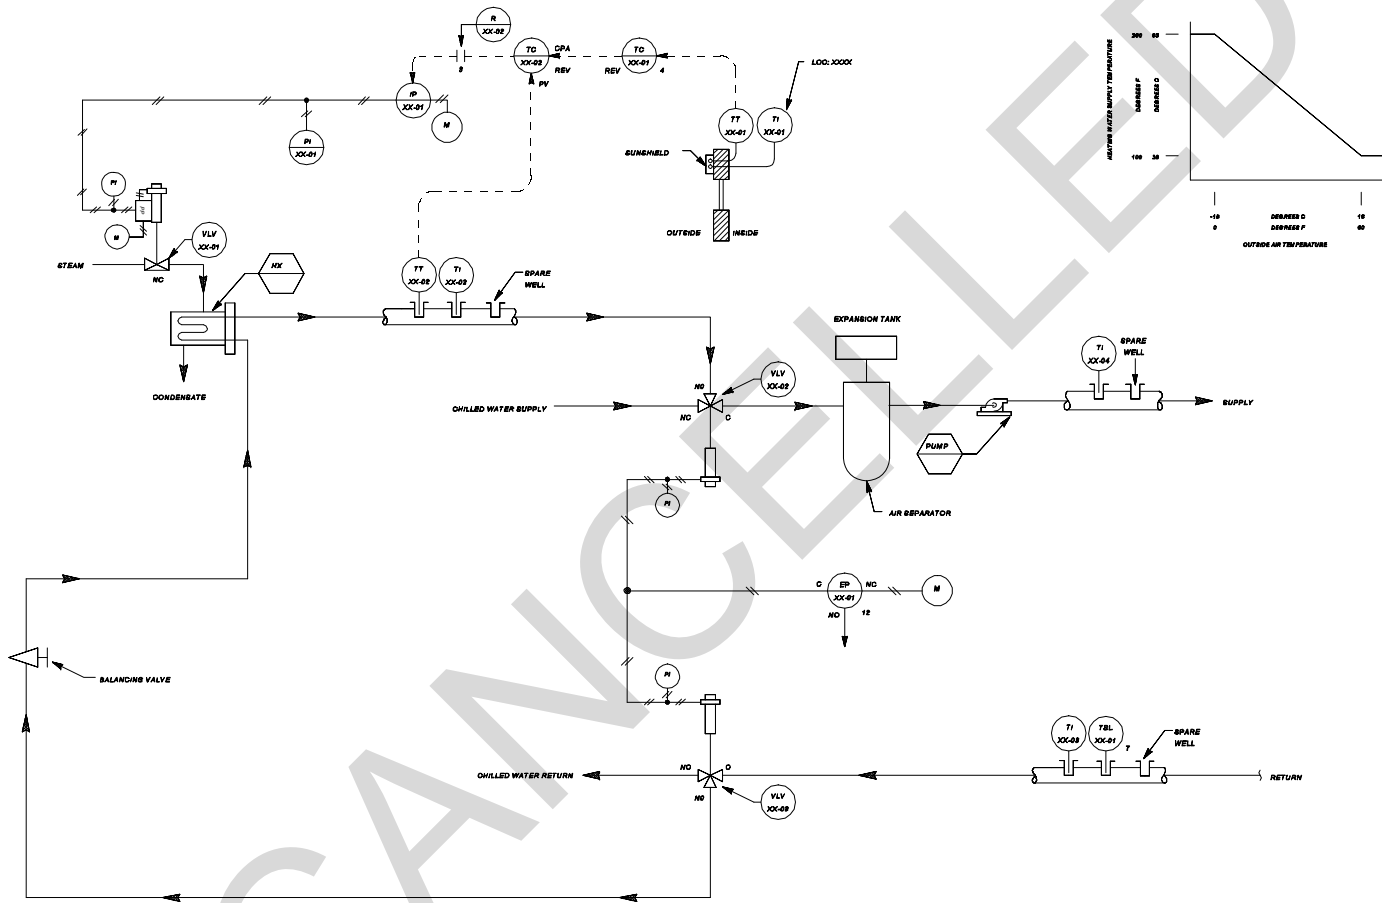 R
XX-02
TC
XX-02
CPA
REV
PV
TC
XX-01
REV
4
3
LOC: XXXX
IP
XX-01
M
PI
XX-01
TT
XX-01
TI
XX-01
SUNSHIELD
OUTSIDE
INSIDE
HEATING WATER SUPPLY TEMPERATURE
DEGREES F
DEGREES C
200
100
-18
DEGREES C
16
0
DEGREES F
60
OUTSIDE AIR TEMPERATURE
PI
M
VLV
XX-01
STEAM
NC
HX
CONDENSATE
TT
XX-02
TI
XX-02
SPARE
WELL
NO
VLV
XX-02
CHILLED WATER SUPPLY
NC
C
EXPANSION TANK
AIR SEPARATOR
PUMP
TI
XX-04
SPARE
WELL
SUPPLY
PI
C
EP
XX-01
NC
NO
12
M
BALANCING VALVE
PI
CHILLED WATER RETURN
NC
C
NO
VLV
XX-03
TI
XX-03
TSL
XX-01
7
SPARE
WELL
RETURN
CANCELLED